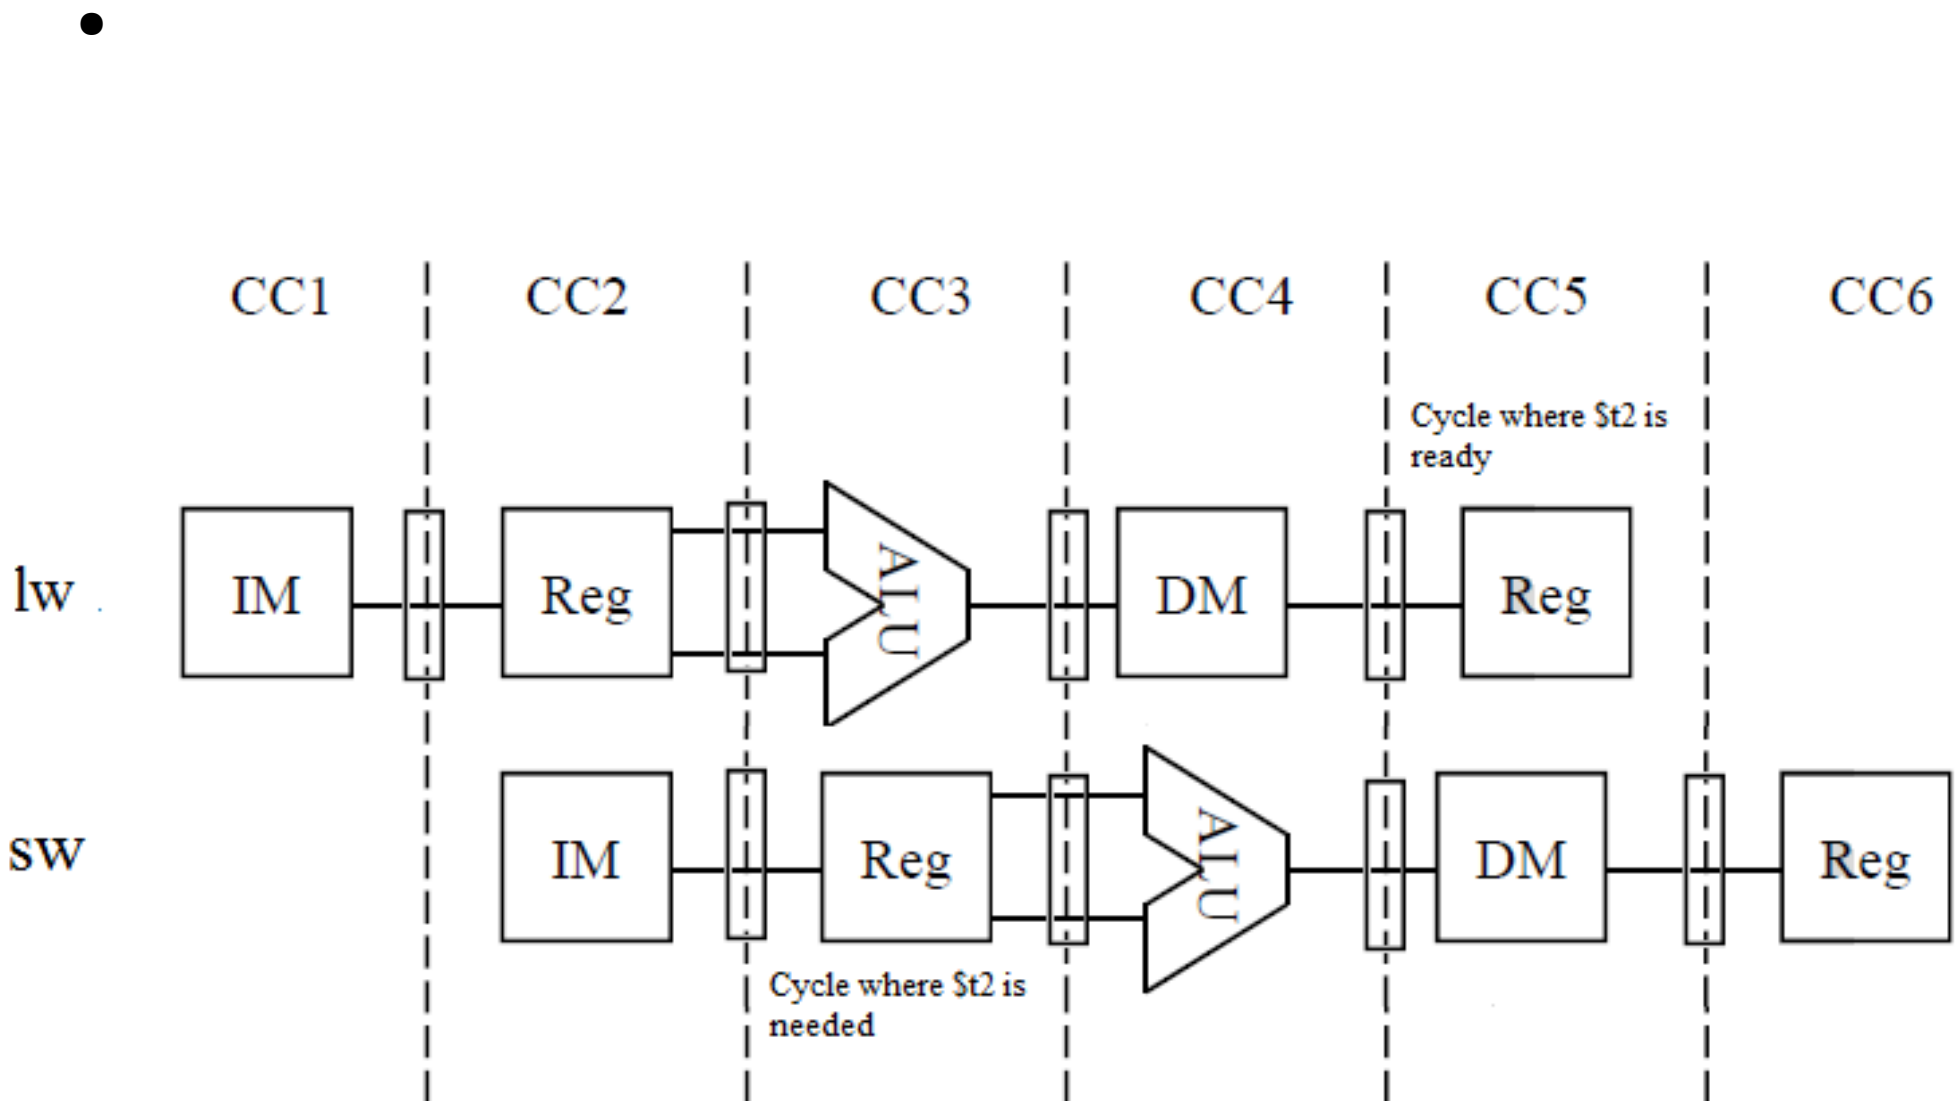 CC1 CC2 CC3 CC4 CC5 CC6
Cycle where $t2 is
ready
lw IM Reg ALU DM Reg
sw IM Reg ALU DM Reg
Cycle where $t2 is
needed